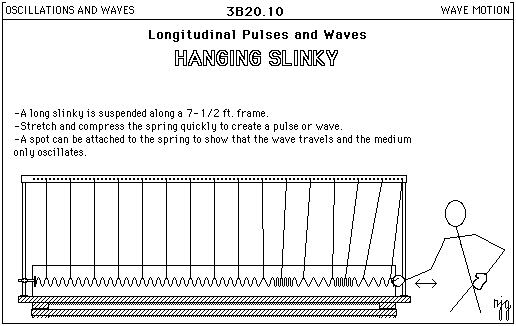 OSCILLATIONS AND WAVES 3B20.10 WAVE MOTION
Longitudinal Pulses and Waves
HANGING SLINKY
-A long slinky is suspended along a 7-1/2 ft. frame.
-Stretch and compress the spring quickly to create a pulse or wave.
-A spot can be attached to the spring to show that the wave travels and the medium
only oscillates.